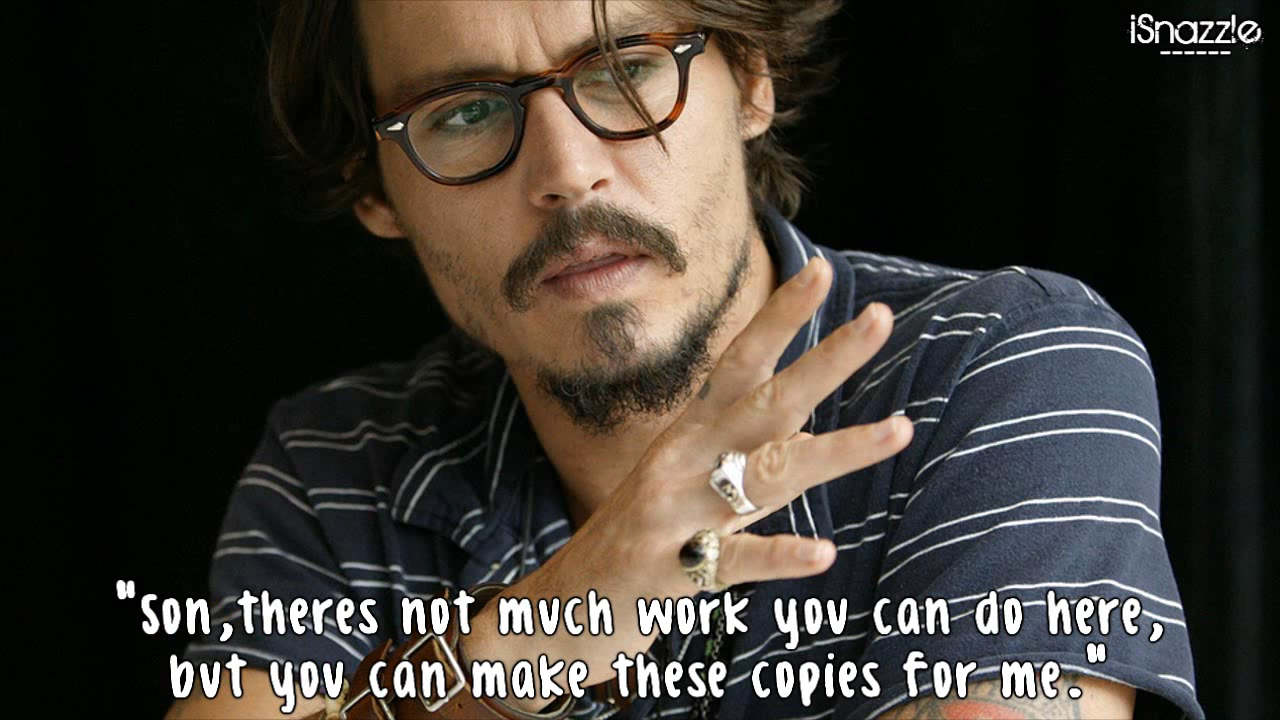 iSnazzle
------
"Son,theres not much work you can do here,
but you can make these copies for me."